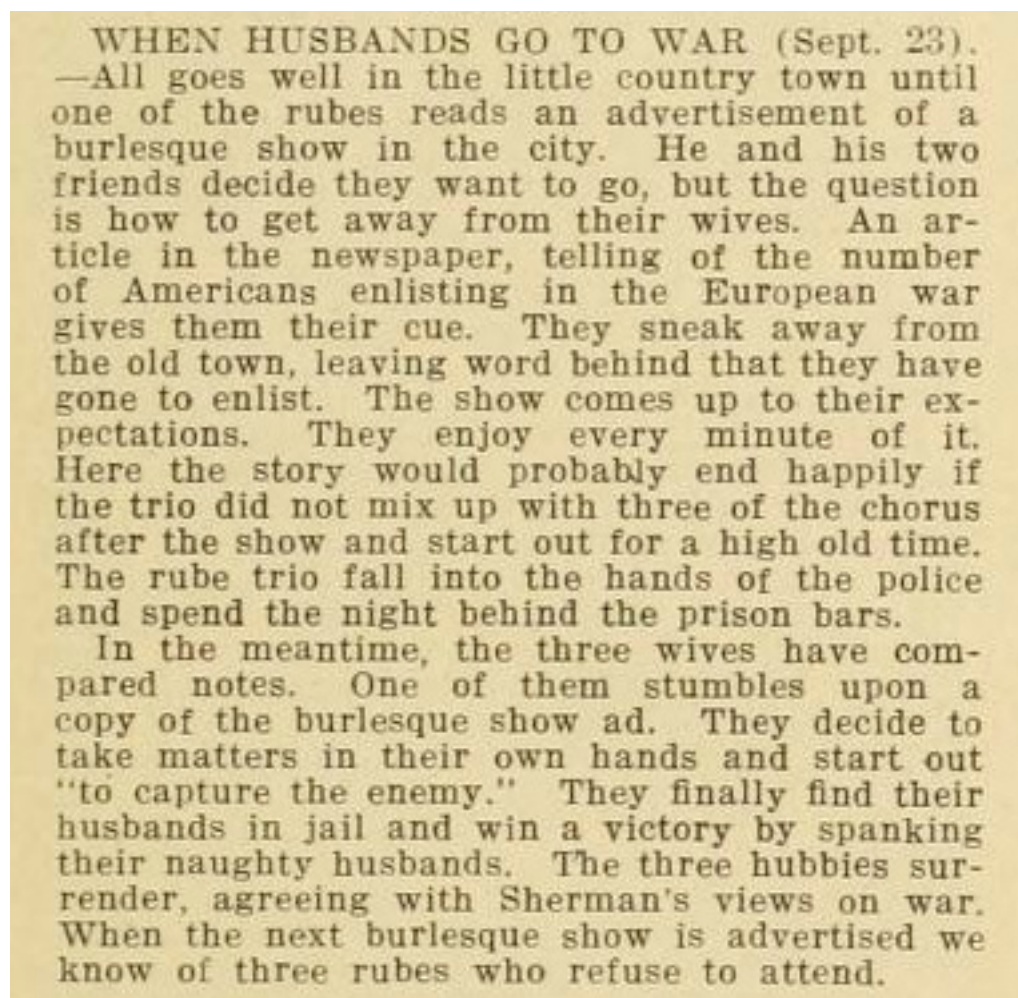 WHEN HUSBANDS GO TO WAR (Sept. 23).
—All goes well in the little country town until
one of the rubes reads an advertisement of a
burlesque show in the city. He and his two
friends decide they want to go, but the question
is how to get away from their wives. An ar-
ticle in the newspaper, telling of the number
of Americans enlisting in the European war
gives them their cue. They sneak away from
the old town, leaving word behind that they have
gone to enlist. The show comes up to their ex-
pectations. They enjoy every minute of it.
Here the story would probably end happily if
the trio did not mix up with three of the chorus
after the show and start out for a high old time.
The rube trio fall into the hands of the police
and spend the night behind the prison bars.
In the meantime, the three wives have com-
pared notes. One of them stumbles upon a
copy of the burlesque show ad. They decide to
take matters in their own hands and start out
"to capture the enemy." They finally find their
husbands in jail and win a victory by spanking
their naughty husbands. The three hubbies sur-
render, agreeing with Sherman's views on war.
When the next burlesque show is advertised we
know of three rubes who refuse to attend.